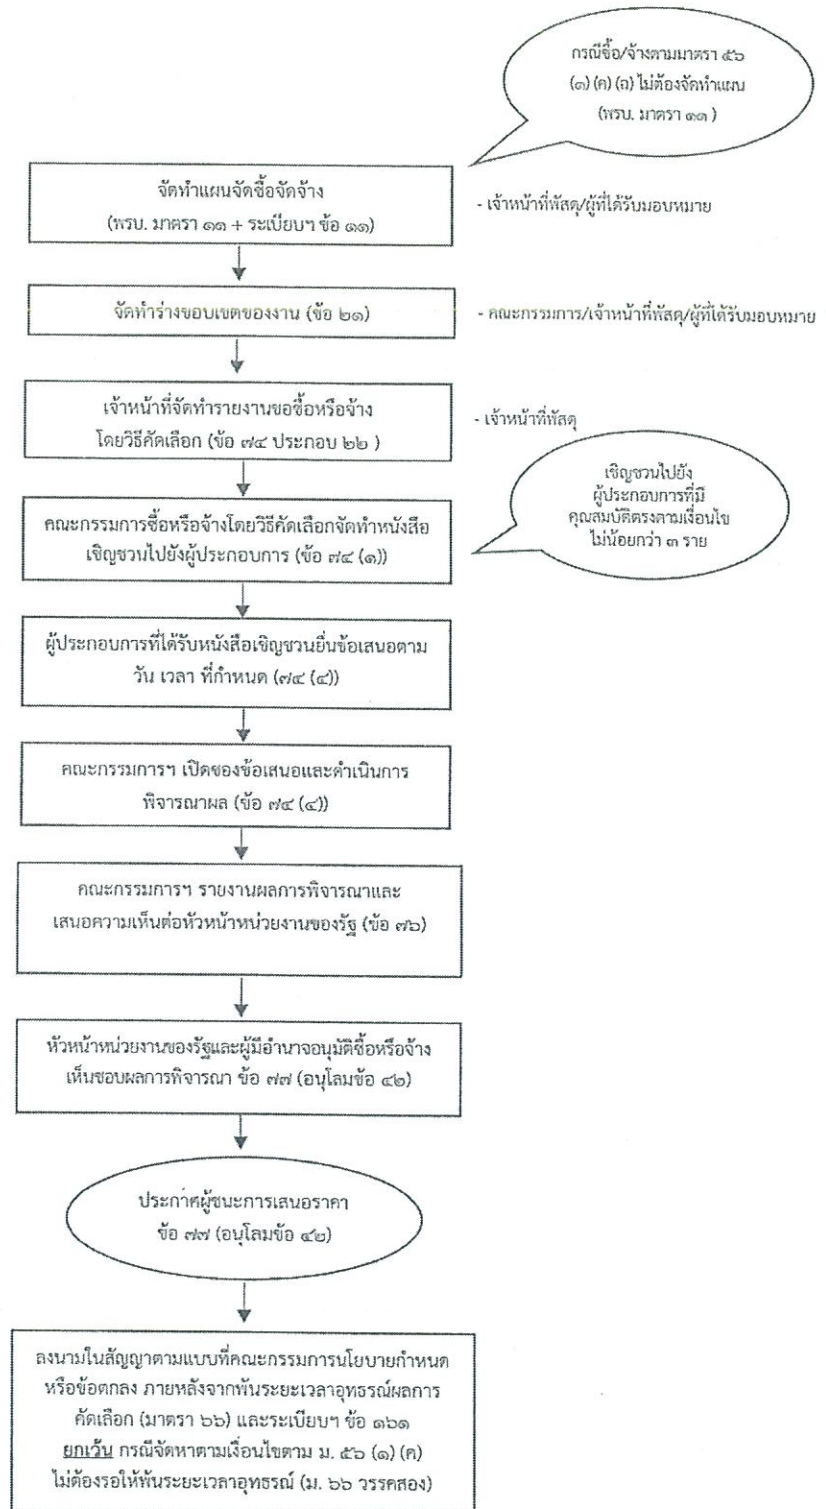 กรณีซื้อ/จ้างตามมาตรา ๕๖
(๑) (ค) (ฉ) ไม่ต้องจัดทำแผน
(พรบ. มาตรา ๑๑ )
จัดทำแผนจัดซื้อจัดจ้าง
(พรบ. มาตรา ๑๑ + ระเบียบฯ ข้อ ๑๑)
- เจ้าหน้าที่พัสดุ/ผู้ที่ได้รับมอบหมาย
จัดทำร่างขอบเขตของงาน (ข้อ ๒๑)
- คณะกรรมการ/เจ้าหน้าที่พัสดุ/ผู้ที่ได้รับมอบหมาย
เจ้าหน้าที่จัดทำรายงานขอซื้อหรือจ้าง
โดยวิธีคัดเลือก (ข้อ ๗๔ ประกอบ ๒๒ )
- เจ้าหน้าที่พัสดุ
เชิญชวนไปยัง
ผู้ประกอบการที่มี
คุณสมบัติตรงตามเงื่อนไข
ไม่น้อยกว่า ๓ ราย
คณะกรรมการซื้อหรือจ้างโดยวิธีคัดเลือกจัดทำหนังสือ
เชิญชวนไปยังผู้ประกอบการ (ข้อ ๗๔ (๑))
ผู้ประกอบการที่ได้รับหนังสือเชิญชวนยื่นข้อเสนอตาม
วัน เวลา ที่กำหนด (๗๔ (๔))
คณะกรรมการฯ เปิดซองข้อเสนอและดำเนินการ
พิจารณาผล (ข้อ ๗๔ (๔))
คณะกรรมการฯ รายงานผลการพิจารณาและ
เสนอความเห็นต่อหัวหน้าหน่วยงานของรัฐ (ข้อ ๗๖)
หัวหน้าหน่วยงานของรัฐและผู้มีอำนาจอนุมัติซื้อหรือจ้าง
เห็นชอบผลการพิจารณา ข้อ ๗๗ (อนุโลมข้อ ๔๒)
ประกาศผู้ชนะการเสนอราคา
ข้อ ๗๗ (อนุโลมข้อ ๔๒)
ลงนามในสัญญาตามแบบที่คณะกรรมการนโยบายกำหนด
หรือข้อตกลง ภายหลังจากพ้นระยะเวลาอุทธรณ์ผลการ
คัดเลือก (มาตรา ๖๖) และระเบียบฯ ข้อ ๑๖๑
ยกเว้น กรณีจัดหาตามเงื่อนไขตาม ม. ๕๖ (๑) (ค)
ไม่ต้องรอให้พ้นระยะเวลาอุทธรณ์ (ม. ๖๖ วรรคสอง)